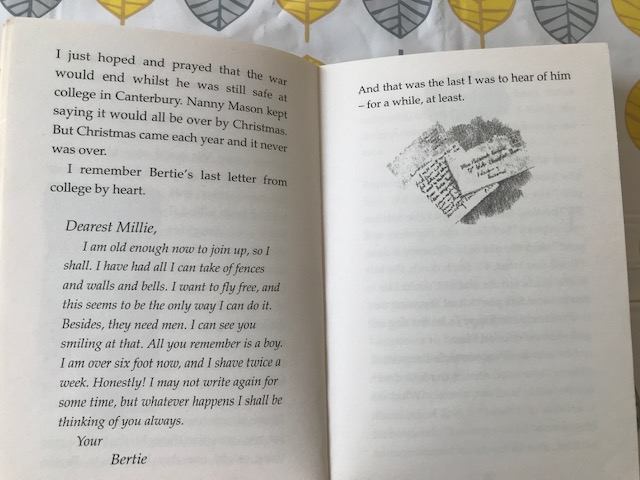 I just hoped and prayed that the war
would end whilst he was still safe at
college in Canterbury. Nanny Mason kept
saying it would all be over by Christmas.
But Christmas came each year and it never
was over.
I remember Bertie's last letter from
college by heart.
Dearest Millie,
I am old enough now to join up, so I
shall. I have had all I can take of fences
and walls and bells. I want to fly free, and
this seems to be the only way I can do it.
Besides, they need men. I can see you
smiling at that. All you remember is a boy.
I am over six foot now, and I shave twice a
week. Honestly! I may not write again for
some time, but whatever happens I shall be
thinking of you always.
Your
Bertie
And that was the last I was to hear of him
– for a while, at least.